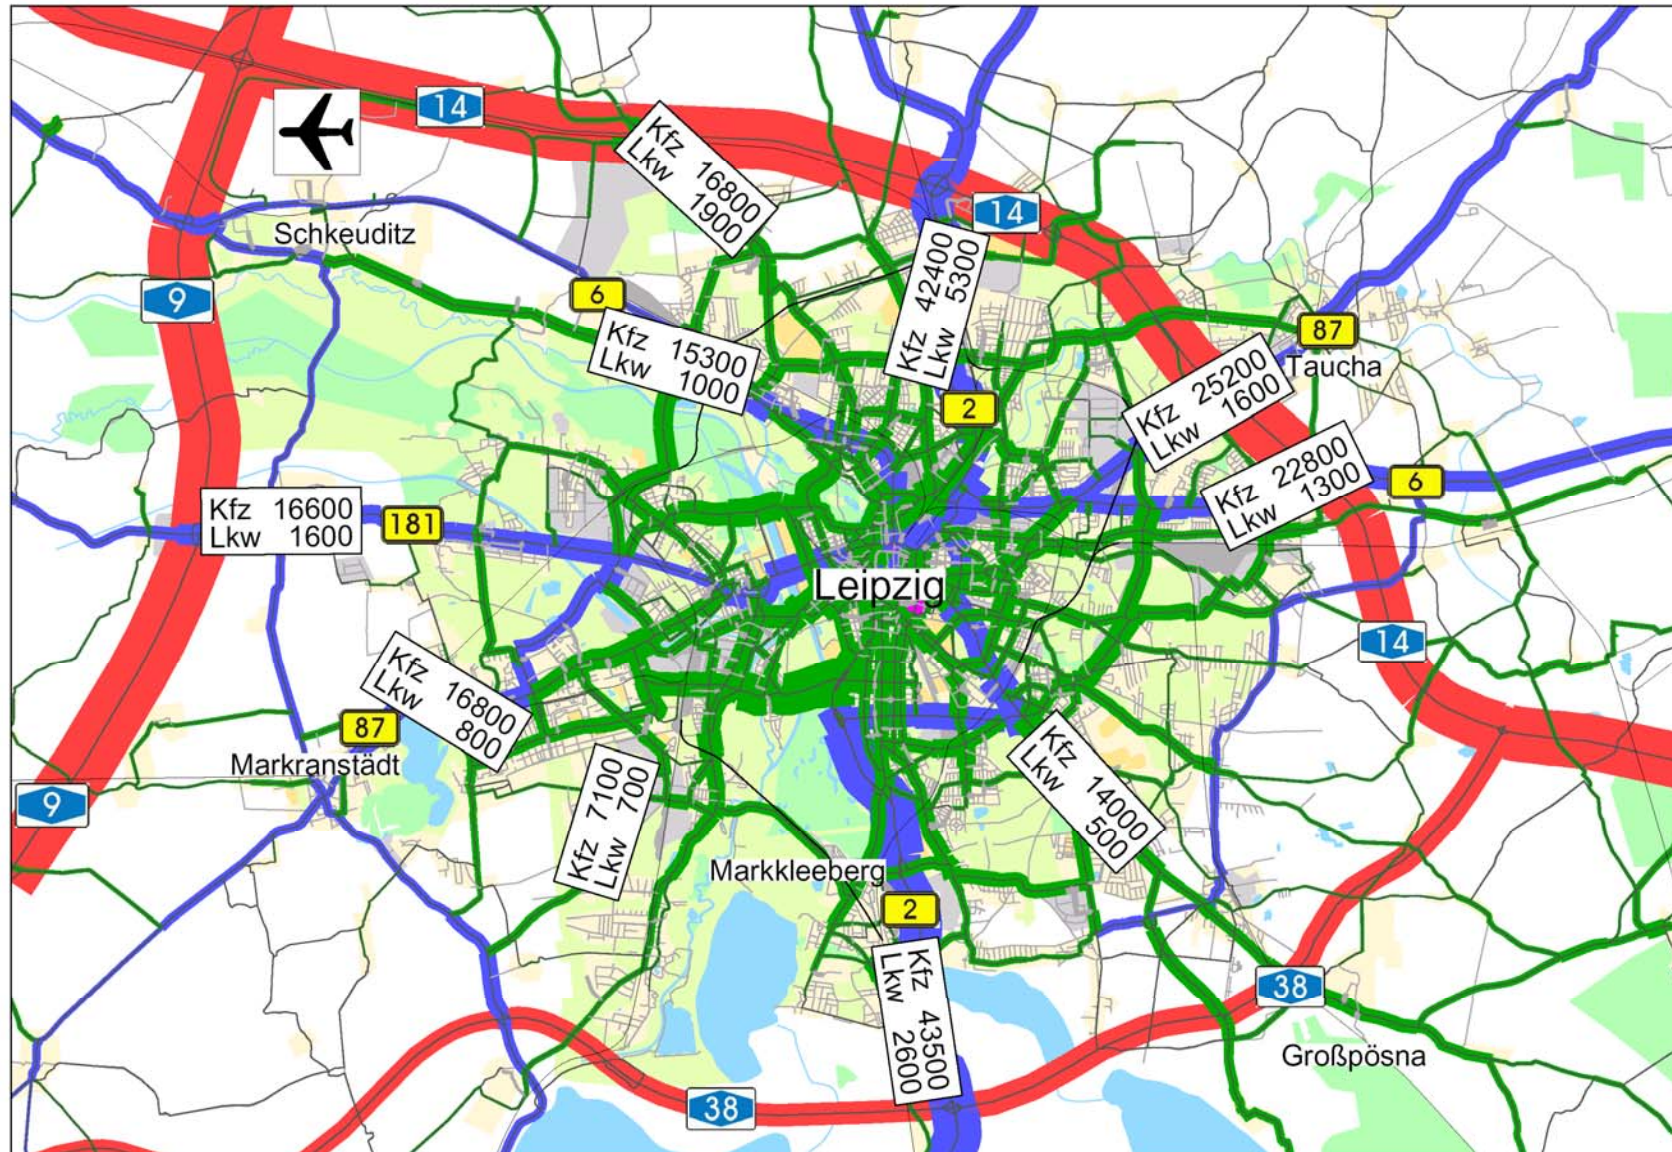 14
Kfz 16800
Lkw 1900
14
Schkeuditz
Kfz 42400
Lkw 5300
9
6
87
Kfz 15300
Lkw 1000
Taucha
Kfz 25200
Lkw 1600
2
Kfz 22800
Lkw 1300
6
Kfz 16600
Lkw 1600
181
Leipzig
14
Kfz 16800
Lkw 800
87
Markranstädt
Kfz 7100
Lkw 700
Kfz 14000
Lkw 500
9
Markkleeberg
2
Kfz 43500
Lkw 2600
38
Großpösna
38